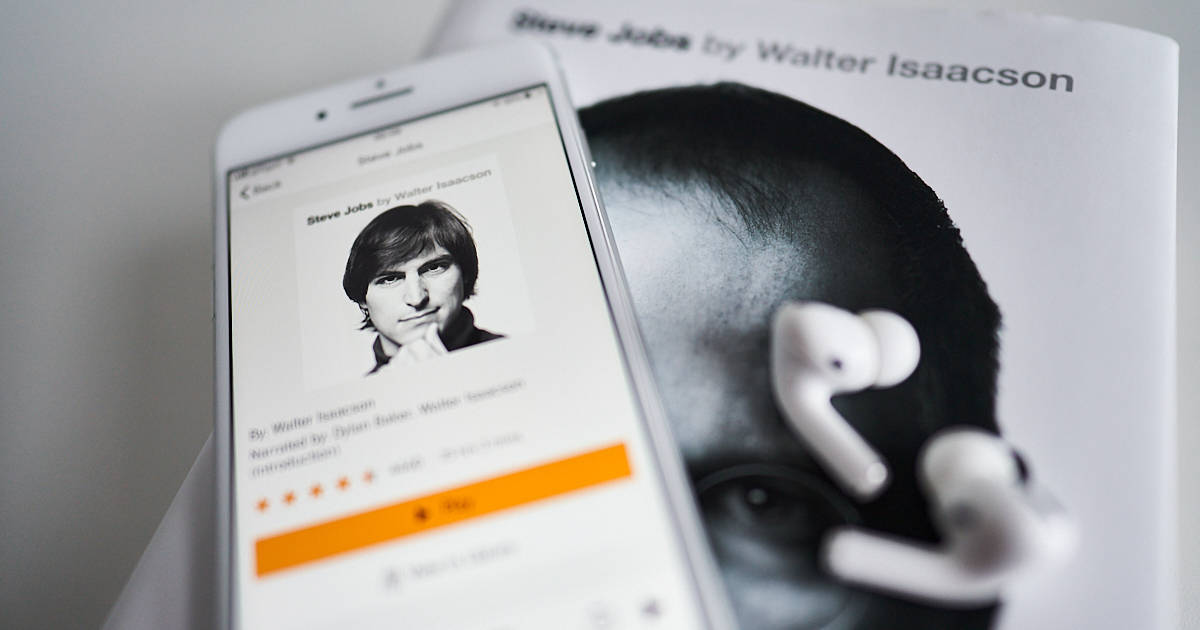 Steve Jobs by Walter Isaacson
Steve Jobs
Back
Steve Jobs by Walter Isaacson
By: Walter Isaacson
Narrated by: Dylan Baker, Walter Isaacson
(introduction)